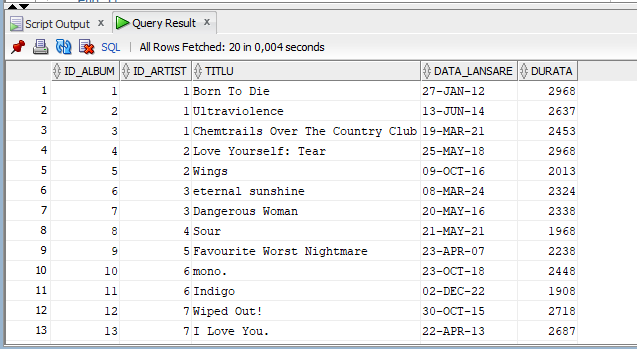 Script Output x Query Result x
SQL | All Rows Fetched: 20 in 0,004 seconds
ID_ALBUM ID_ARTIST TITLU DATA_LANSARE DURATA
1 1 1 Born To Die 27-JAN-12 2968
2 2 1 Ultraviolence 13-JUN-14 2637
3 3 1 Chemtrails Over The Country Club 19-MAR-21 2453
4 4 2 Love Yourself: Tear 25-MAY-18 2968
5 5 2 Wings 09-OCT-16 2013
6 6 3 eternal sunshine 08-MAR-24 2324
7 7 3 Dangerous Woman 20-MAY-16 2338
8 8 4 Sour 21-MAY-21 1968
9 9 5 Favourite Worst Nightmare 23-APR-07 2238
10 10 6 mono. 23-OCT-18 2448
11 11 6 Indigo 02-DEC-22 1908
12 12 7 Wiped Out! 30-OCT-15 2718
13 13 7 I Love You. 22-APR-13 2687